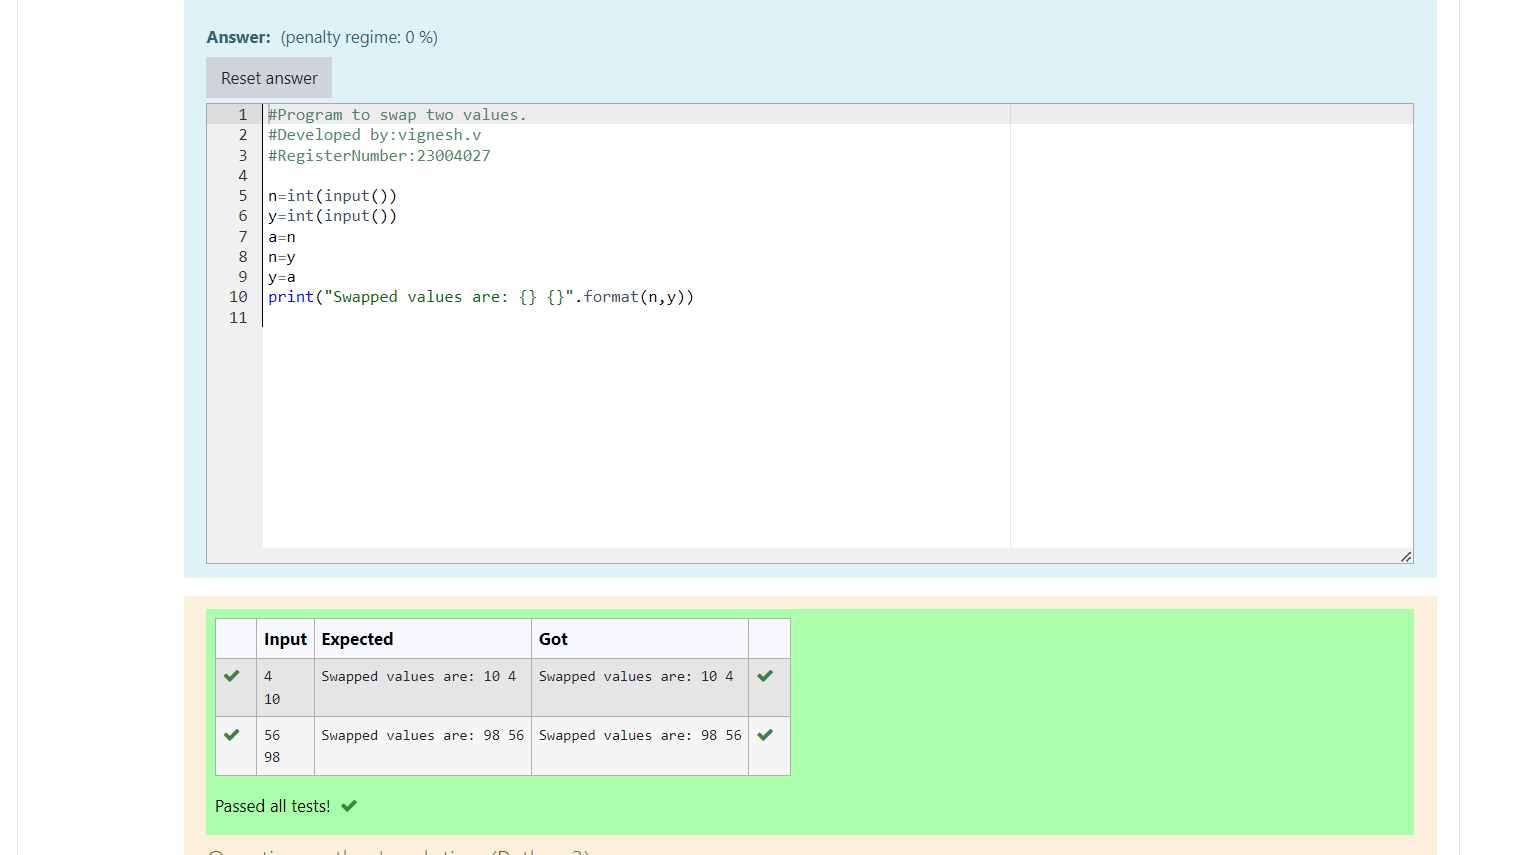 Answer: (penalty regime: 0 %)
Reset answer
1 #Program to swap two values.
2 #Developed by:vignesh.v
3 #RegisterNumber:23004027
4
5 n=int(input())
6 y=int(input())
7 a=n
8 n=y
9 y=a
10 print("Swapped values are: {} {}".format(n,y))
11
Input Expected Got
4 Swapped values are: 10 4 Swapped values are: 10 4
10
56 Swapped values are: 98 56 Swapped values are: 98 56
98
Passed all tests!